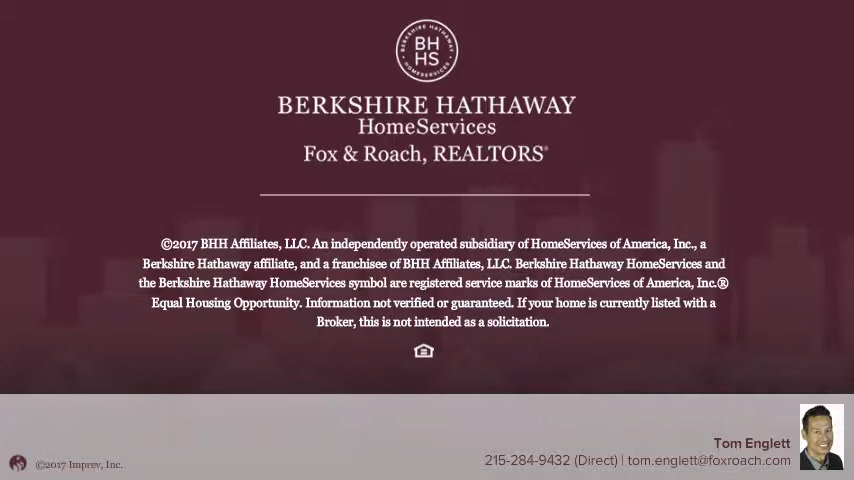 BERKSHIRE HATHAWAY
HOMESERVICES
BH
HS
BERKSHIRE HATHAWAY
HomeServices
Fox & Roach, REALTORS®
©2017 BHH Affiliates, LLC. An independently operated subsidiary of HomeServices of America, Inc., a
Berkshire Hathaway affiliate, and a franchisee of BHH Affiliates, LLC. Berkshire Hathaway HomeServices and
the Berkshire Hathaway HomeServices symbol are registered service marks of HomeServices of America, Inc.®
Equal Housing Opportunity. Information not verified or guaranteed. If your home is currently listed with a
Broker, this is not intended as a solicitation.
Tom Englett
215-284-9432 (Direct) | tom.englett@foxroach.com
©2017 Imprev, Inc.